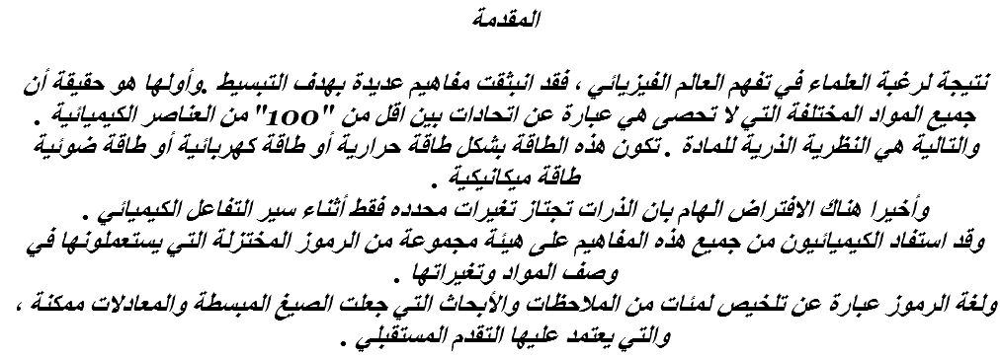 المقدمة
نتيجة لرغبة العلماء في تفهم العالم الفيزيائي ، فقد انبثقت مفاهيم عديدة بهدف التبسيط .وأولها هو حقيقة أن
جميع المواد المختلفة التي لا تحصى هي عبارة عن اتحادات بين اقل من "100" من العناصر الكيميائية .
والتالية هي النظرية الذرية للمادة . تكون هذه الطاقة بشكل طاقة حرارية أو طاقة كهربائية أو طاقة ضوئية
طاقة ميكانيكية .
وأخيرا هناك الافتراض الهام بان الذرات تجتاز تغيرات محدده فقط أثناء سير التفاعل الكيميائي .
وقد استفاد الكيميائيون من جميع هذه المفاهيم على هيئة مجموعة من الرموز المختزلة التي يستعملونها في
وصف المواد وتغيراتها .
ولغة الرموز عبارة عن تلخيص لمئات من الملاحظات والأبحاث التي جعلت الصيغ المبسطة والمعادلات ممكنة ،
والتي يعتمد عليها التقدم المستقبلي .